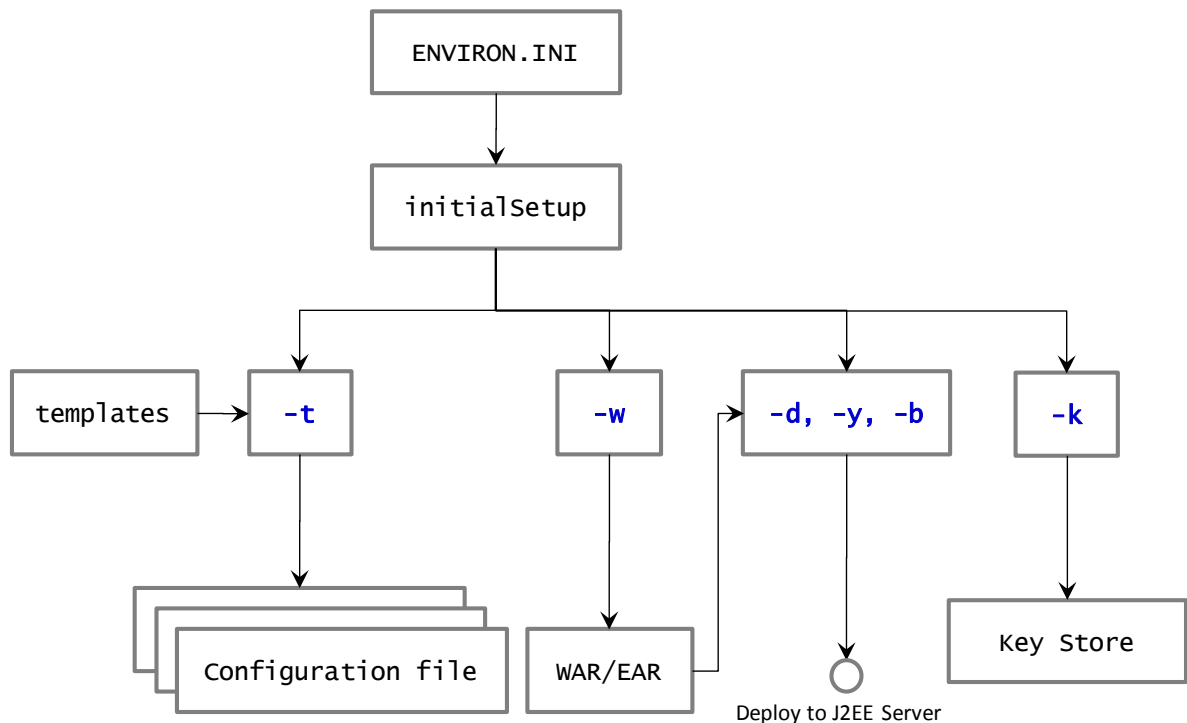 ENVIRON.INI
initialSetup
templates
-t
-w
-d, -y, -b
-k
Configuration file
WAR/EAR
Key Store
Deploy to J2EE Server